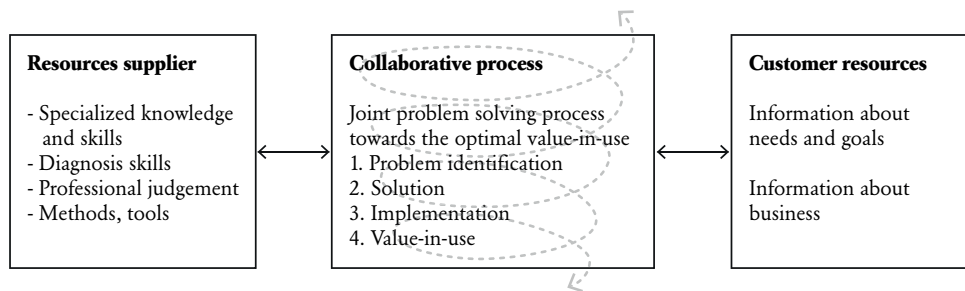 Resources supplier
- Specialized knowledge
and skills
- Diagnosis skills
- Professional judgement
- Methods, tools
Collaborative process
Joint problem solving process
towards the optimal value-in-use
1. Problem identification
2. Solution
3. Implementation
4. Value-in-use
Customer resources
Information about
needs and goals
Information about
business